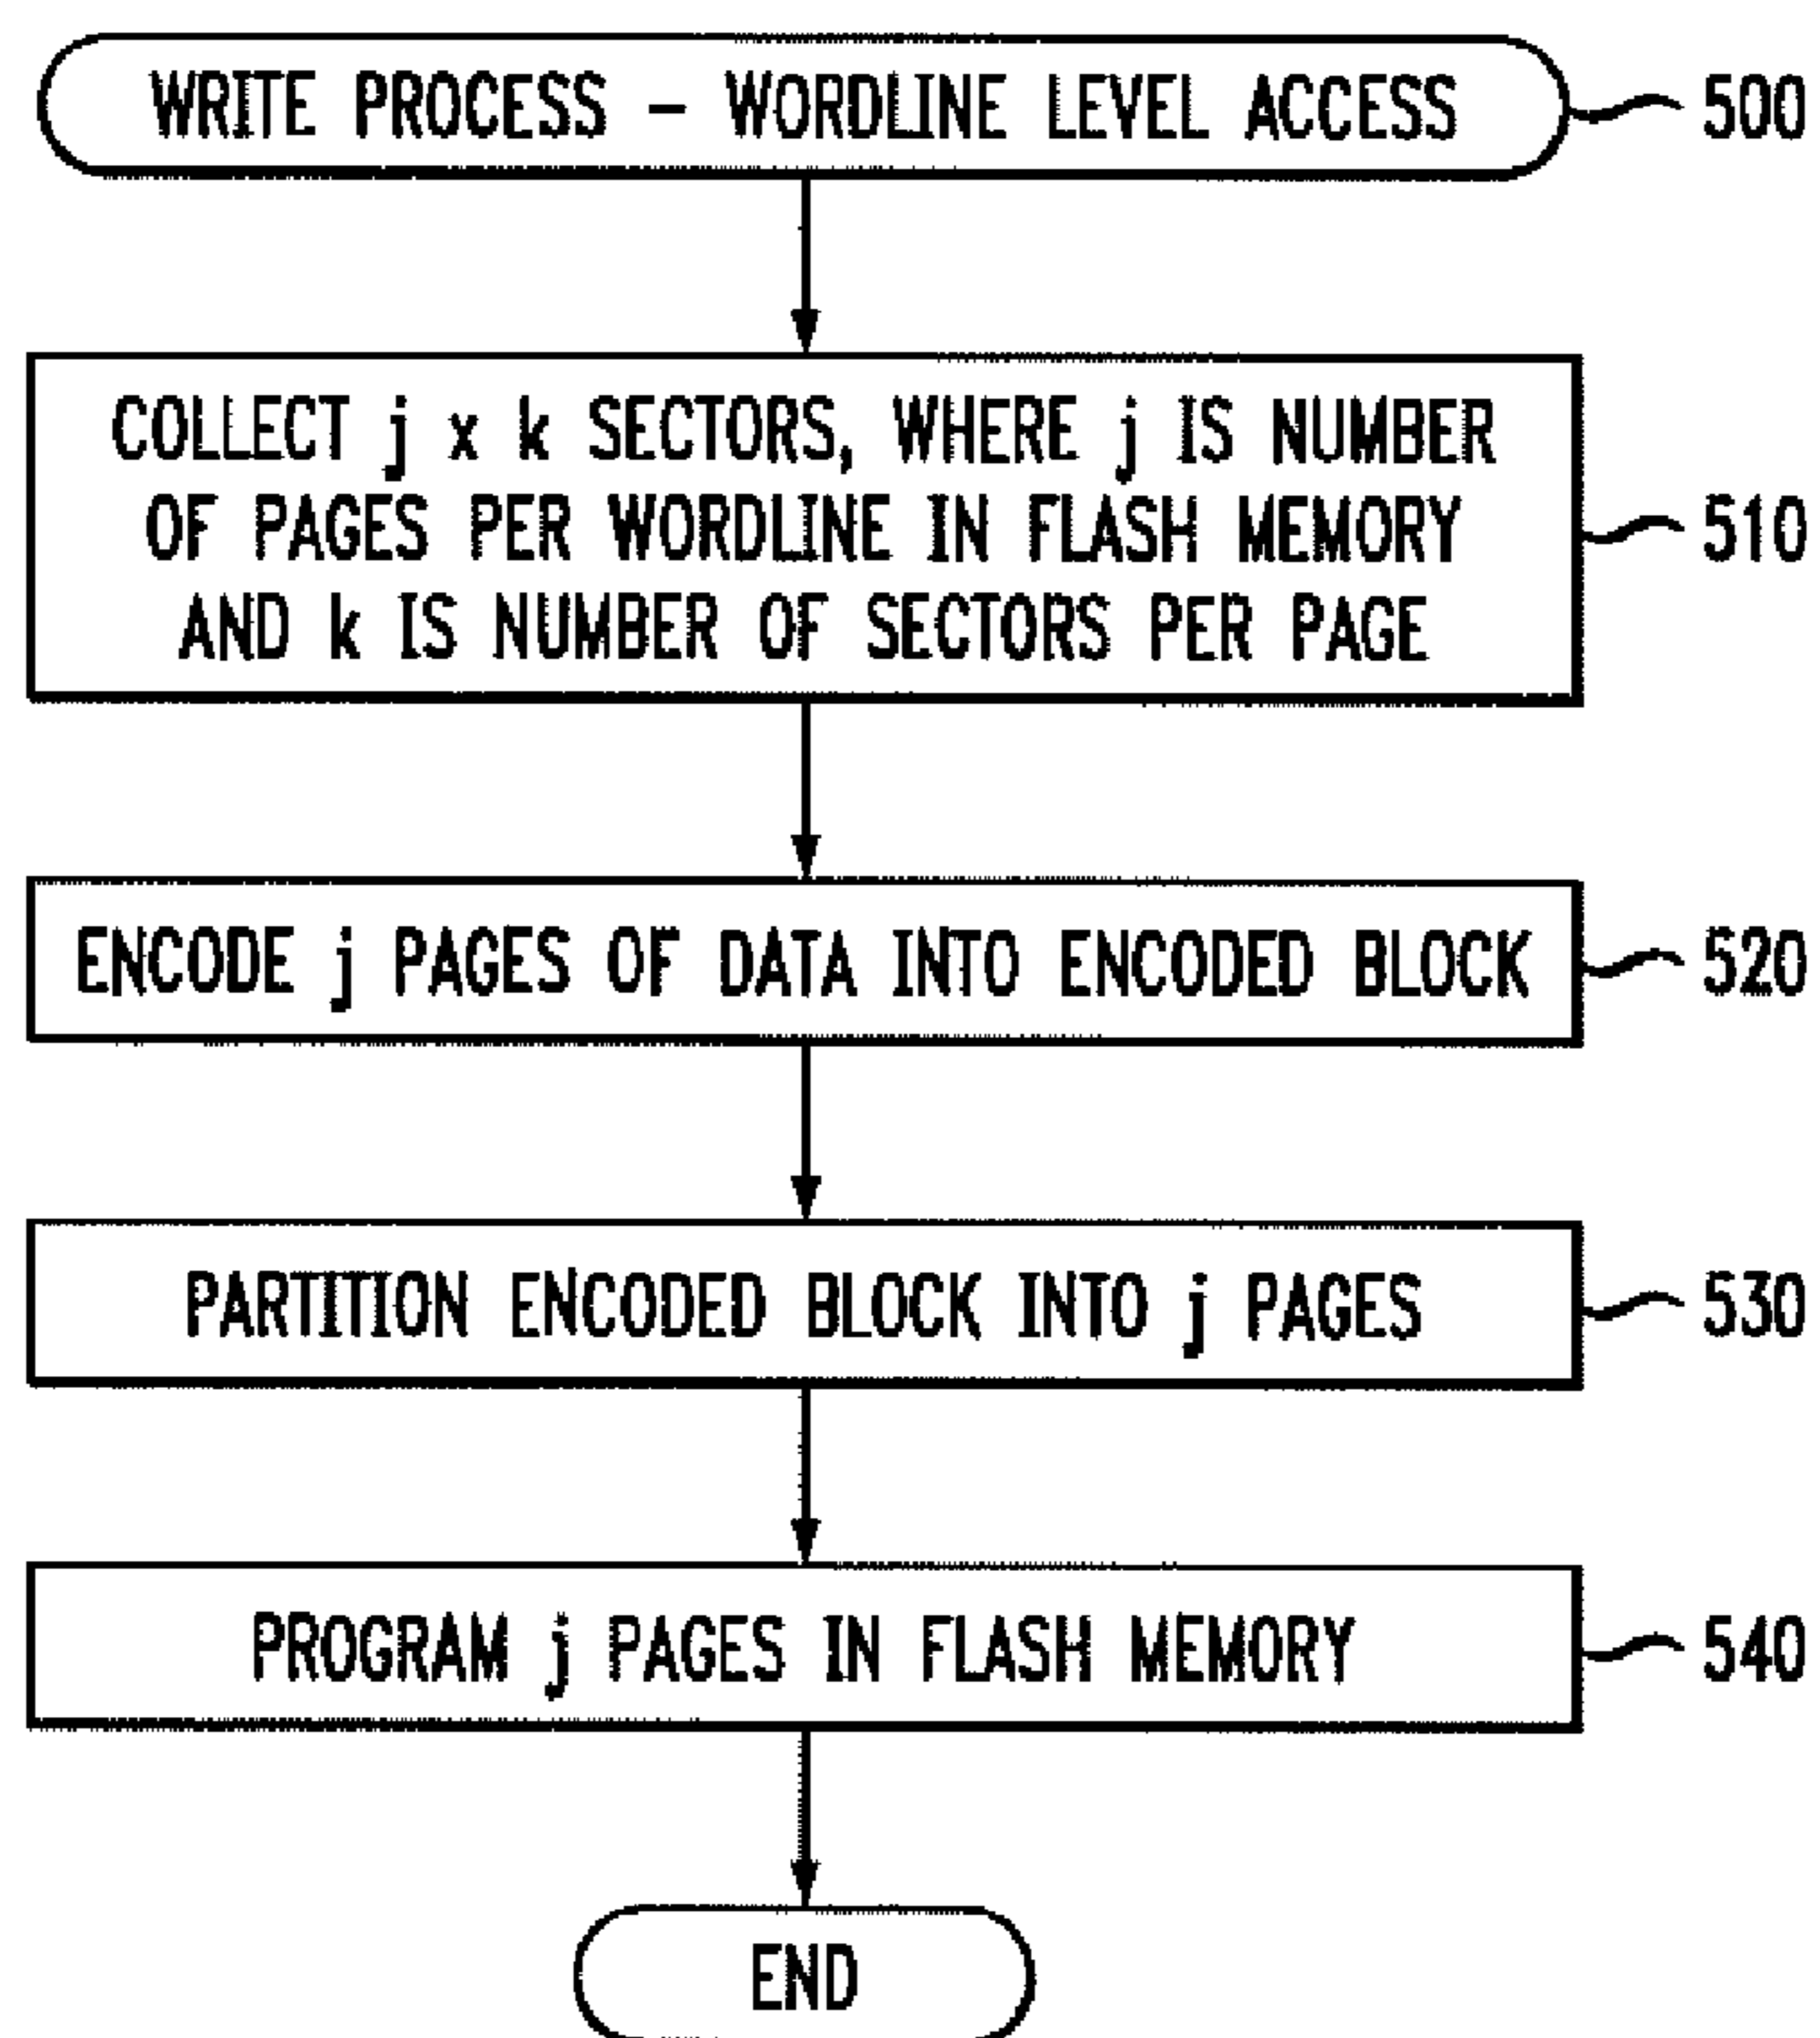 WRITE PROCESS - WORDLINE LEVEL ACCESS
500
COLLECT j x k SECTORS, WHERE j IS NUMBER
OF PAGES PER WORDLINE IN FLASH MEMORY
AND k IS NUMBER OF SECTORS PER PAGE
510
ENCODE j PAGES OF DATA INTO ENCODED BLOCK
520
PARTITION ENCODED BLOCK INTO j PAGES
530
PROGRAM j PAGES IN FLASH MEMORY
540
END